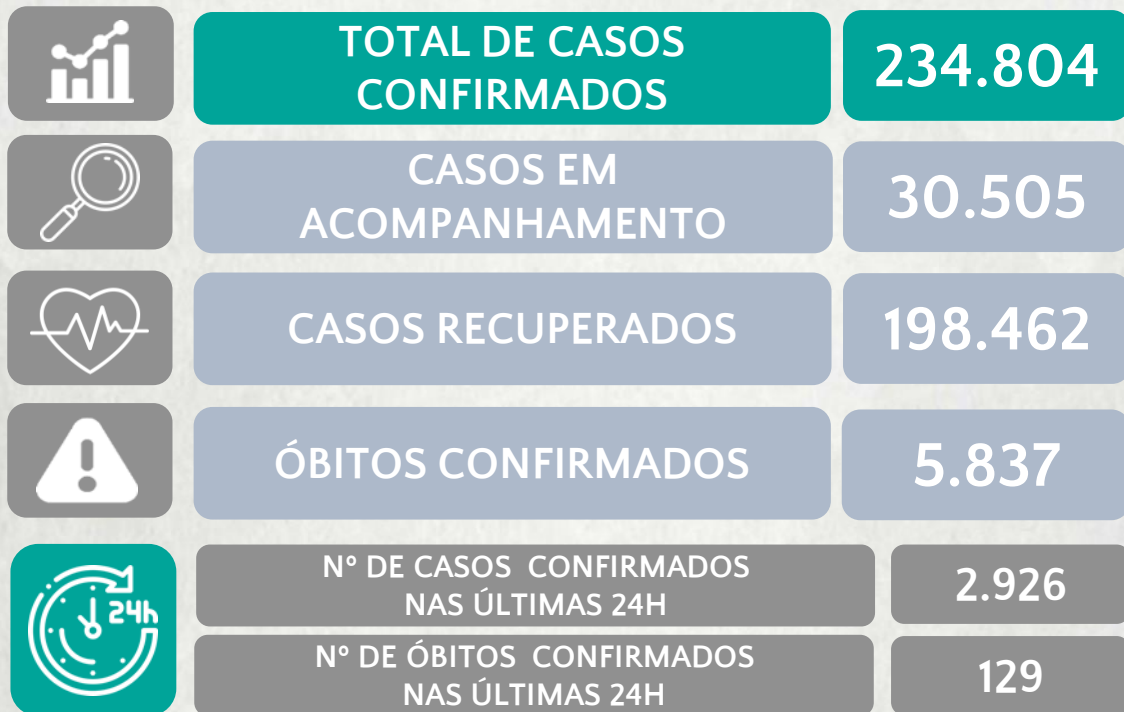 TOTAL DE CASOS
CONFIRMADOS
234.804
CASOS EM
ACOMPANHAMENTO
30.505
CASOS RECUPERADOS
198.462
ÓBITOS CONFIRMADOS
5.837
24h
Nº DE CASOS CONFIRMADOS
NAS ÚLTIMAS 24H
2.926
Nº DE ÓBITOS CONFIRMADOS
NAS ÚLTIMAS 24H
129